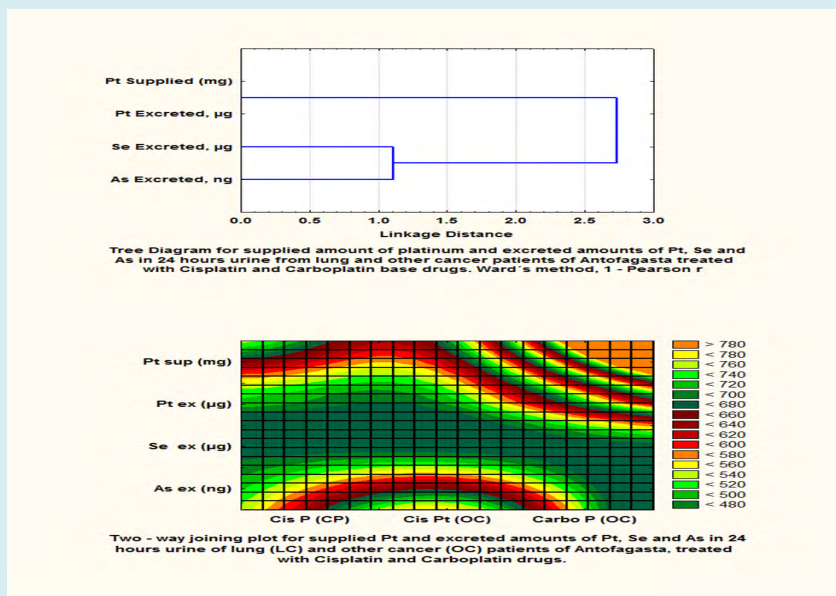 Pt Supplied (mg)
Pt Excreted, µg
Se Excreted, µg
As Excreted, ng
0.0 0.5 1.0 1.5 2.0 2.5 3.0
Linkage Distance
Tree Diagram for supplied amount of platinum and excreted amounts of Pt, Se and
As in 24 hours urine from lung and other cancer patients of Antofagasta treated
with Cisplatin and Carboplatin base drugs. Ward´s method, 1 - Pearson r
Pt sup (mg)
Pt ex (µg)
Se ex (µg)
As ex (ng)
Cis P (CP) Cis Pt (OC) Carbo P (OC)
> 780
< 780
< 760
< 740
< 720
< 700
< 680
< 660
< 640
< 620
< 600
< 580
< 560
< 540
< 520
< 500
< 480
Two - way joining plot for supplied Pt and excreted amounts of Pt, Se and As in 24
hours urine of lung (LC) and other cancer (OC) patients of Antofagasta, treated
with Cisplatin and Carboplatin drugs.